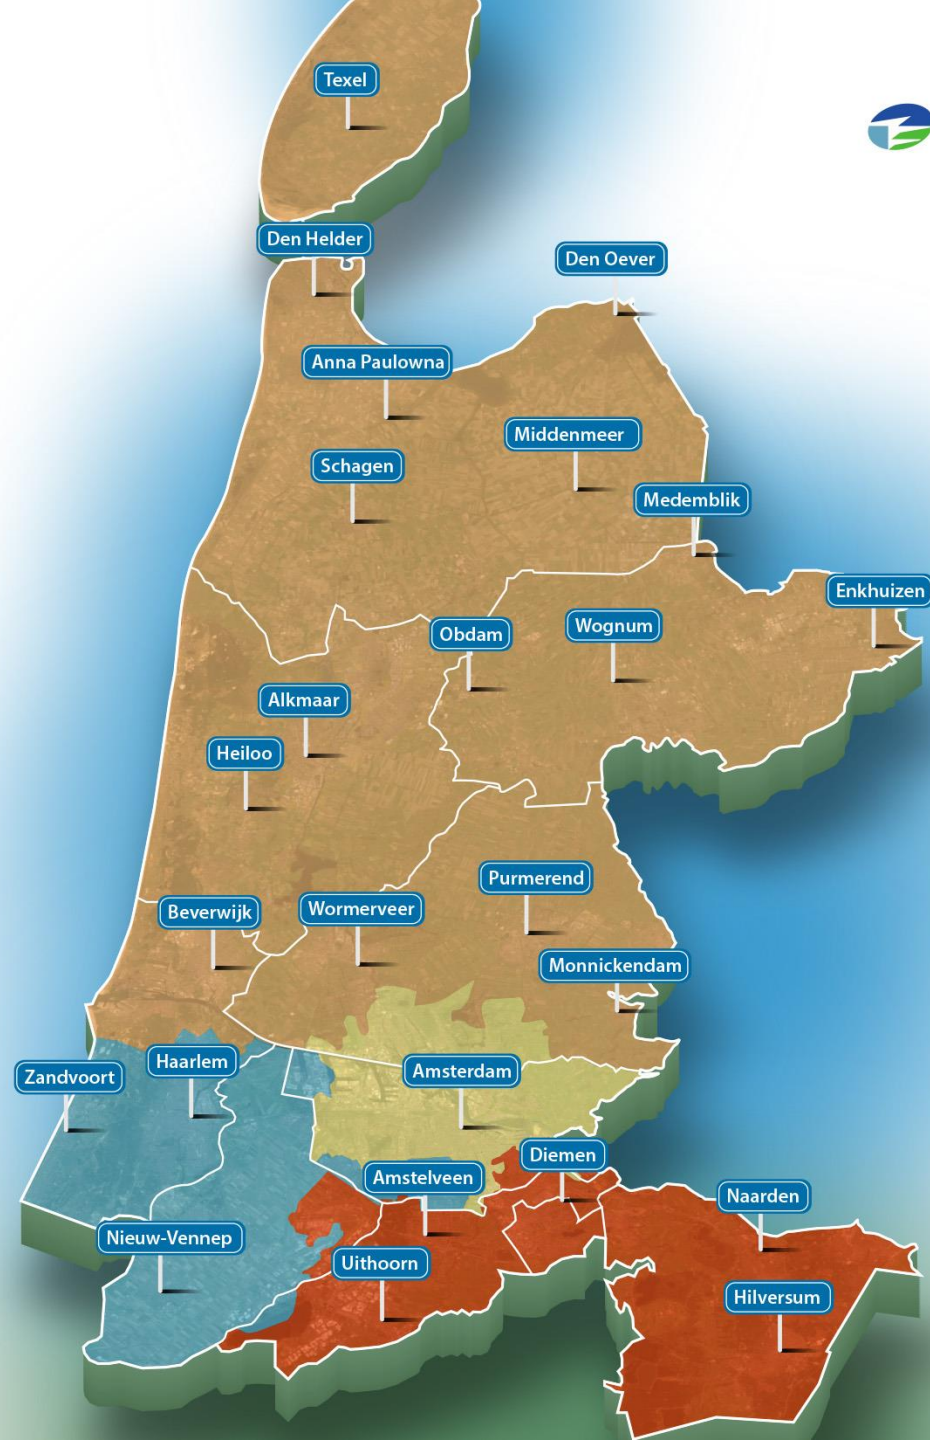 Texel
Den Helder
Den Oever
Anna Paulowna
Middenmeer
Schagen
Medemblik
Enkhuizen
Wognum
Obdam
Alkmaar
Heiloo
Purmerend
Wormerveer
Beverwijk
Monnickendam
Haarlem
Zandvoort
Amsterdam
Diemen
Amstelveen
Naarden
Nieuw-Vennep
Uithoorn
Hilversum